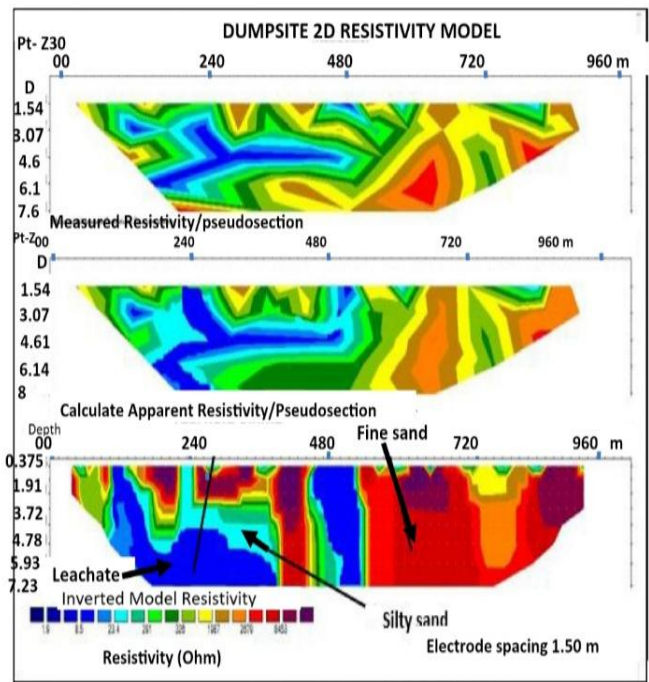 DUMPSITE 2D RESISTIVITY MODEL
Pt- Z30
00 240 480 720 960 m
D
1.54
3.07
4.6
6.1
7.6
Measured Resistivity/pseudosection
Pt-Z00 240 480 720 960 m
D
1.54
3.07
4.61
6.14
8
Calculate Apparent Resistivity/Pseudosection
Fine sand
Depth
00 240 480 720 960 m
0.375
1.91
3.72
4.78
5.93
7.23
Leachate
Inverted Model Resistivity
Silty sand
Resistivity (Ohm)
Electrode spacing 1.50 m